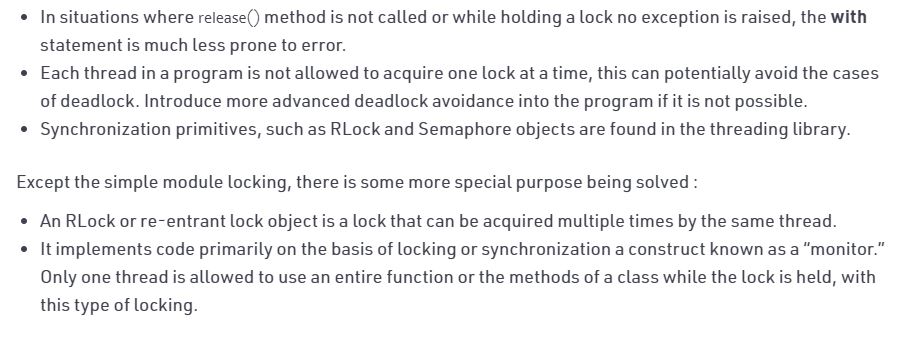 In situations where release() method is not called or while holding a lock no exception is raised, the with
statement is much less prone to error.
Each thread in a program is not allowed to acquire one lock at a time, this can potentially avoid the cases
of deadlock. Introduce more advanced deadlock avoidance into the program if it is not possible.
Synchronization primitives, such as RLock and Semaphore objects are found in the threading library.
Except the simple module locking, there is some more special purpose being solved :
An RLock or re-entrant lock object is a lock that can be acquired multiple times by the same thread.
It implements code primarily on the basis of locking or synchronization a construct known as a “monitor.”
Only one thread is allowed to use an entire function or the methods of a class while the lock is held, with
this type of locking.